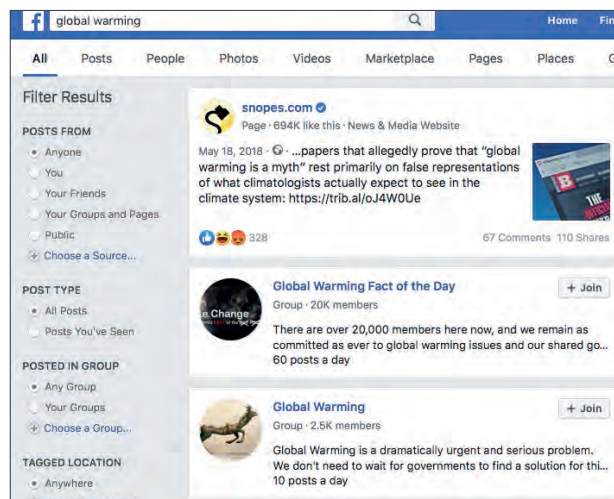 f global warming
Home Fin
All Posts People Photos Videos Marketplace Pages Places G
Filter Results
POSTS FROM
Anyone
You
Your Friends
Your Groups and Pages
Public
Choose a Source...
POST TYPE
All Posts
Posts You've Seen
POSTED IN GROUP
Any Group
Your Groups
Choose a Group...
TAGGED LOCATION
Anywhere
snopes.com
Page · 694K like this · News & Media Website
May 18, 2018 · ...papers that allegedly prove that “global
warming is a myth” rest primarily on false representations
of what climatologists actually expect to see in the
climate system: https://trib.al/oJ4W0Ue
B
THE
328
67 Comments 110 Shares
e Change
Global Warming Fact of the Day
+ Join
Group · 20K members
There are over 20,000 members here now, and we remain as
committed as ever to global warming issues and our shared go...
60 posts a day
Global Warming
+ Join
Group · 2.5K members
Global Warming is a dramatically urgent and serious problem.
We don't need to wait for governments to find a solution for thi...
10 posts a day